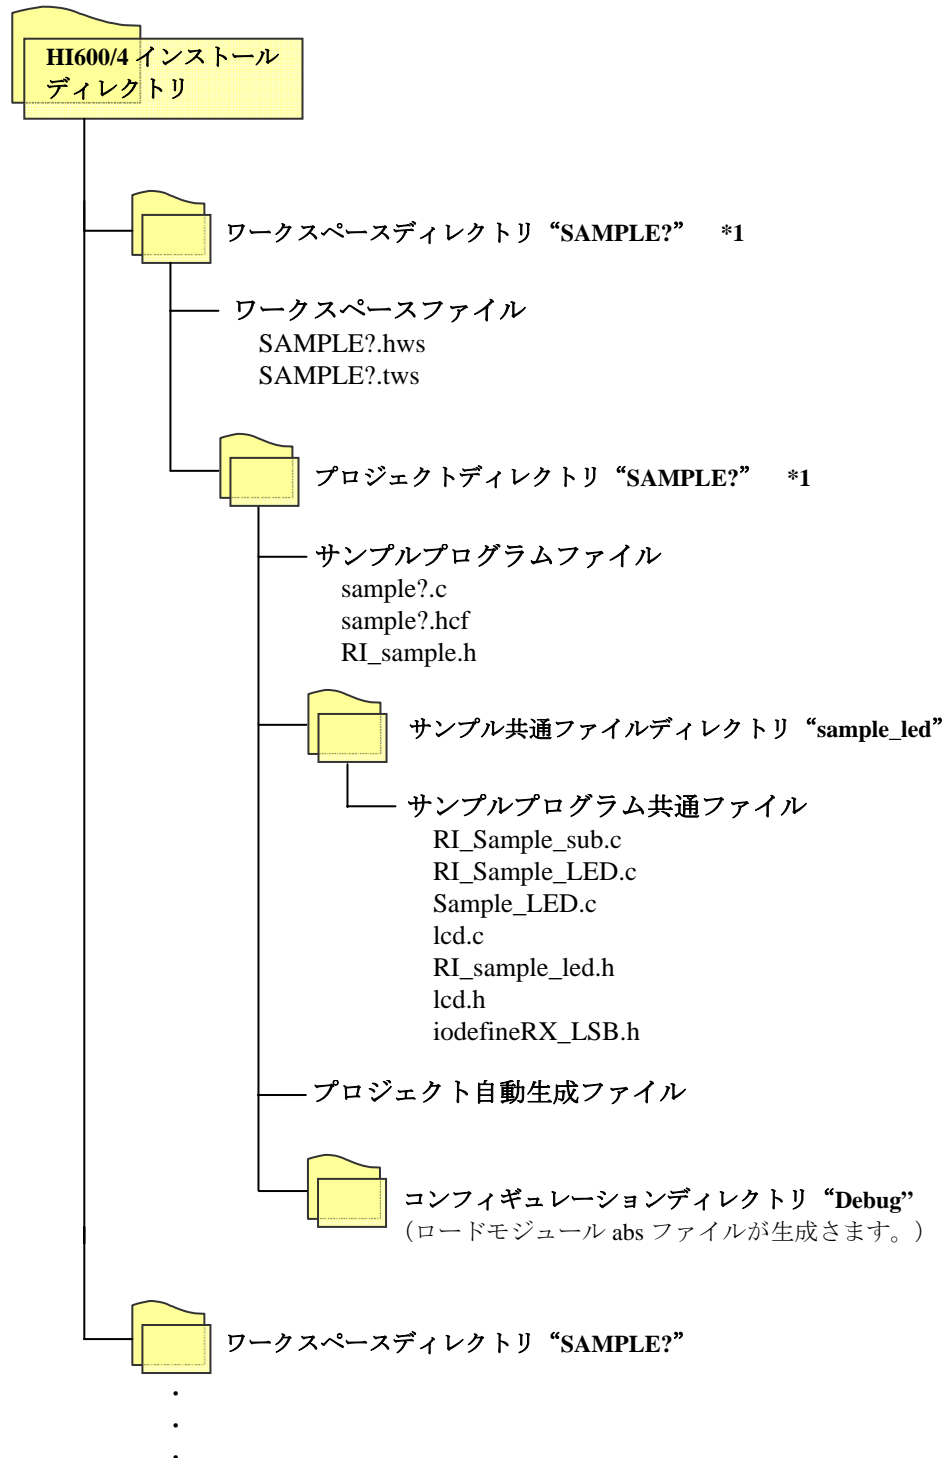 HI600/4 インストール
ディレクトリ
ワークスペースディレクトリ“SAMPLE?” *1
ワークスペースファイル
SAMPLE?.hws
SAMPLE?.tws
プロジェクトディレクトリ“SAMPLE?” *1
サンプルプログラムファイル
sample?.c
sample?.hcf
RI_sample.h
サンプル共通ファイルディレクトリ“sample_led”
サンプルプログラム共通ファイル
RI_Sample_sub.c
RI_Sample_LED.c
Sample_LED.c
lcd.c
RI_sample_led.h
lcd.h
iodefineRX_LSB.h
プロジェクト自動生成ファイル
コンフィギュレーションディレクトリ“Debug”
（ロードモジュール abs ファイルが生成さます。）
ワークスペースディレクトリ“SAMPLE?”
・
・
・